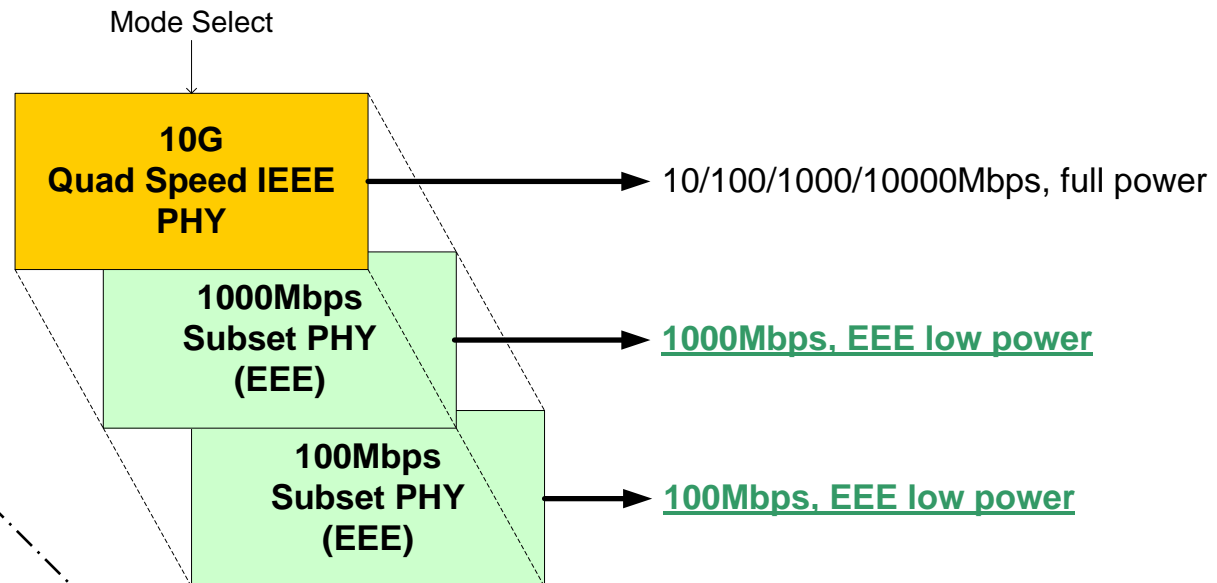 Mode Select
10G
Quad Speed IEEE
PHY
10/100/1000/10000Mbps, full power
1000Mbps
Subset PHY
(EEE)
1000Mbps, EEE low power
100Mbps
Subset PHY
(EEE)
100Mbps, EEE low power